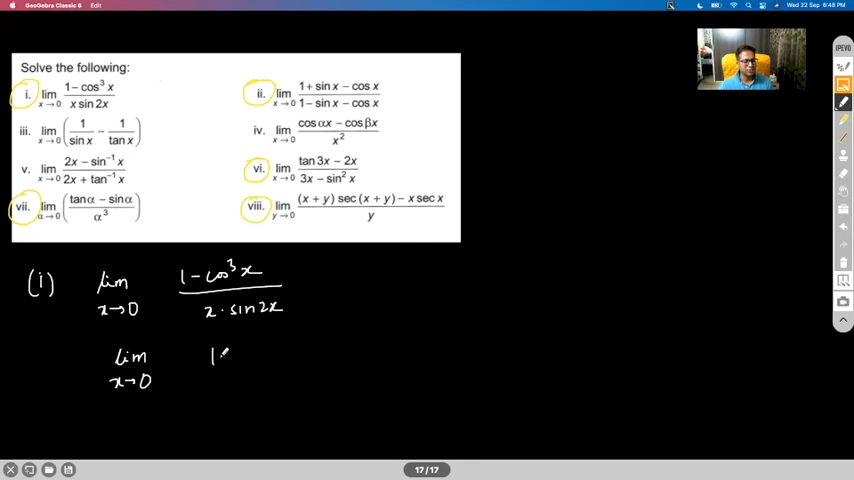 GeoGebra Classic 6 Edit Wed 22 Sep 6:48 PM
IPEVO
Solve the following:
i. lim x→0 (1 − cos³ x)/(x sin 2x) ii. lim x→0 (1 + sin x − cos x)/(1 − sin x − cos x)
iii. lim x→0 (1/sin x − 1/tan x) iv. lim x→0 (cos αx − cos βx)/x²
v. lim x→0 (2x − sin⁻¹ x)/(2x + tan⁻¹ x) vi. lim x→0 (tan 3x − 2x)/(3x − sin² x)
vii. lim α→0 ((tan α − sin α)/α³) viii. lim y→0 ((x + y) sec (x + y) − x sec x)/y
(i) lim x→0 (1 − cos³ x)/(x · sin 2x)
lim x→0 1
17/17